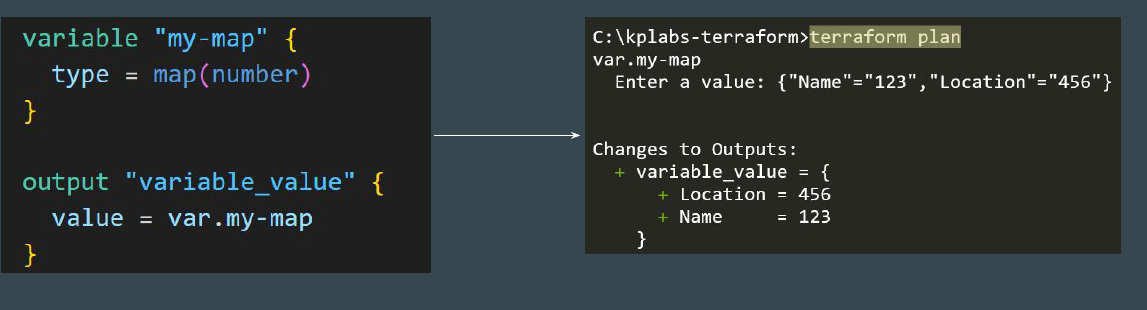 variable "my-map" {
  type = map(number)
}
output "variable_value" {
  value = var.my-map
}
C:\kplabs-terraform>terraform plan
var.my-map
  Enter a value: {"Name"="123","Location"="456"}
Changes to Outputs:
  + variable_value = {
      + Location = 456
      + Name     = 123
    }